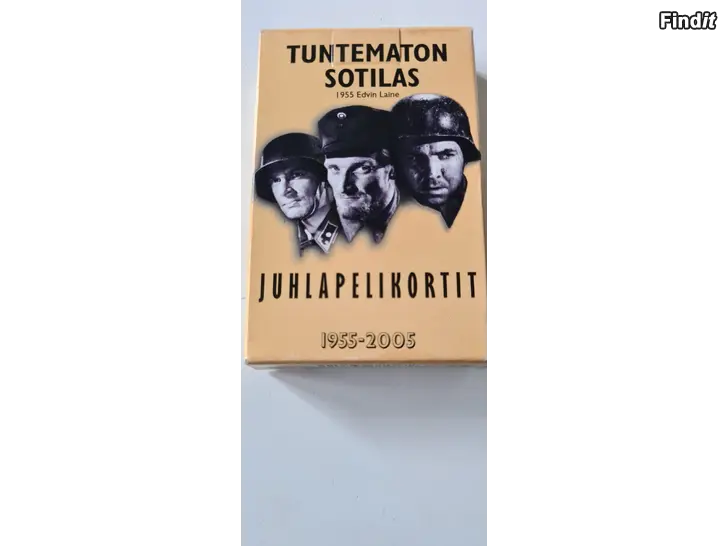 Findit
TUNTEMATON
SOTILAS
1955 Edvin Laine
JUHLAPELIKORTIT
1955-2005